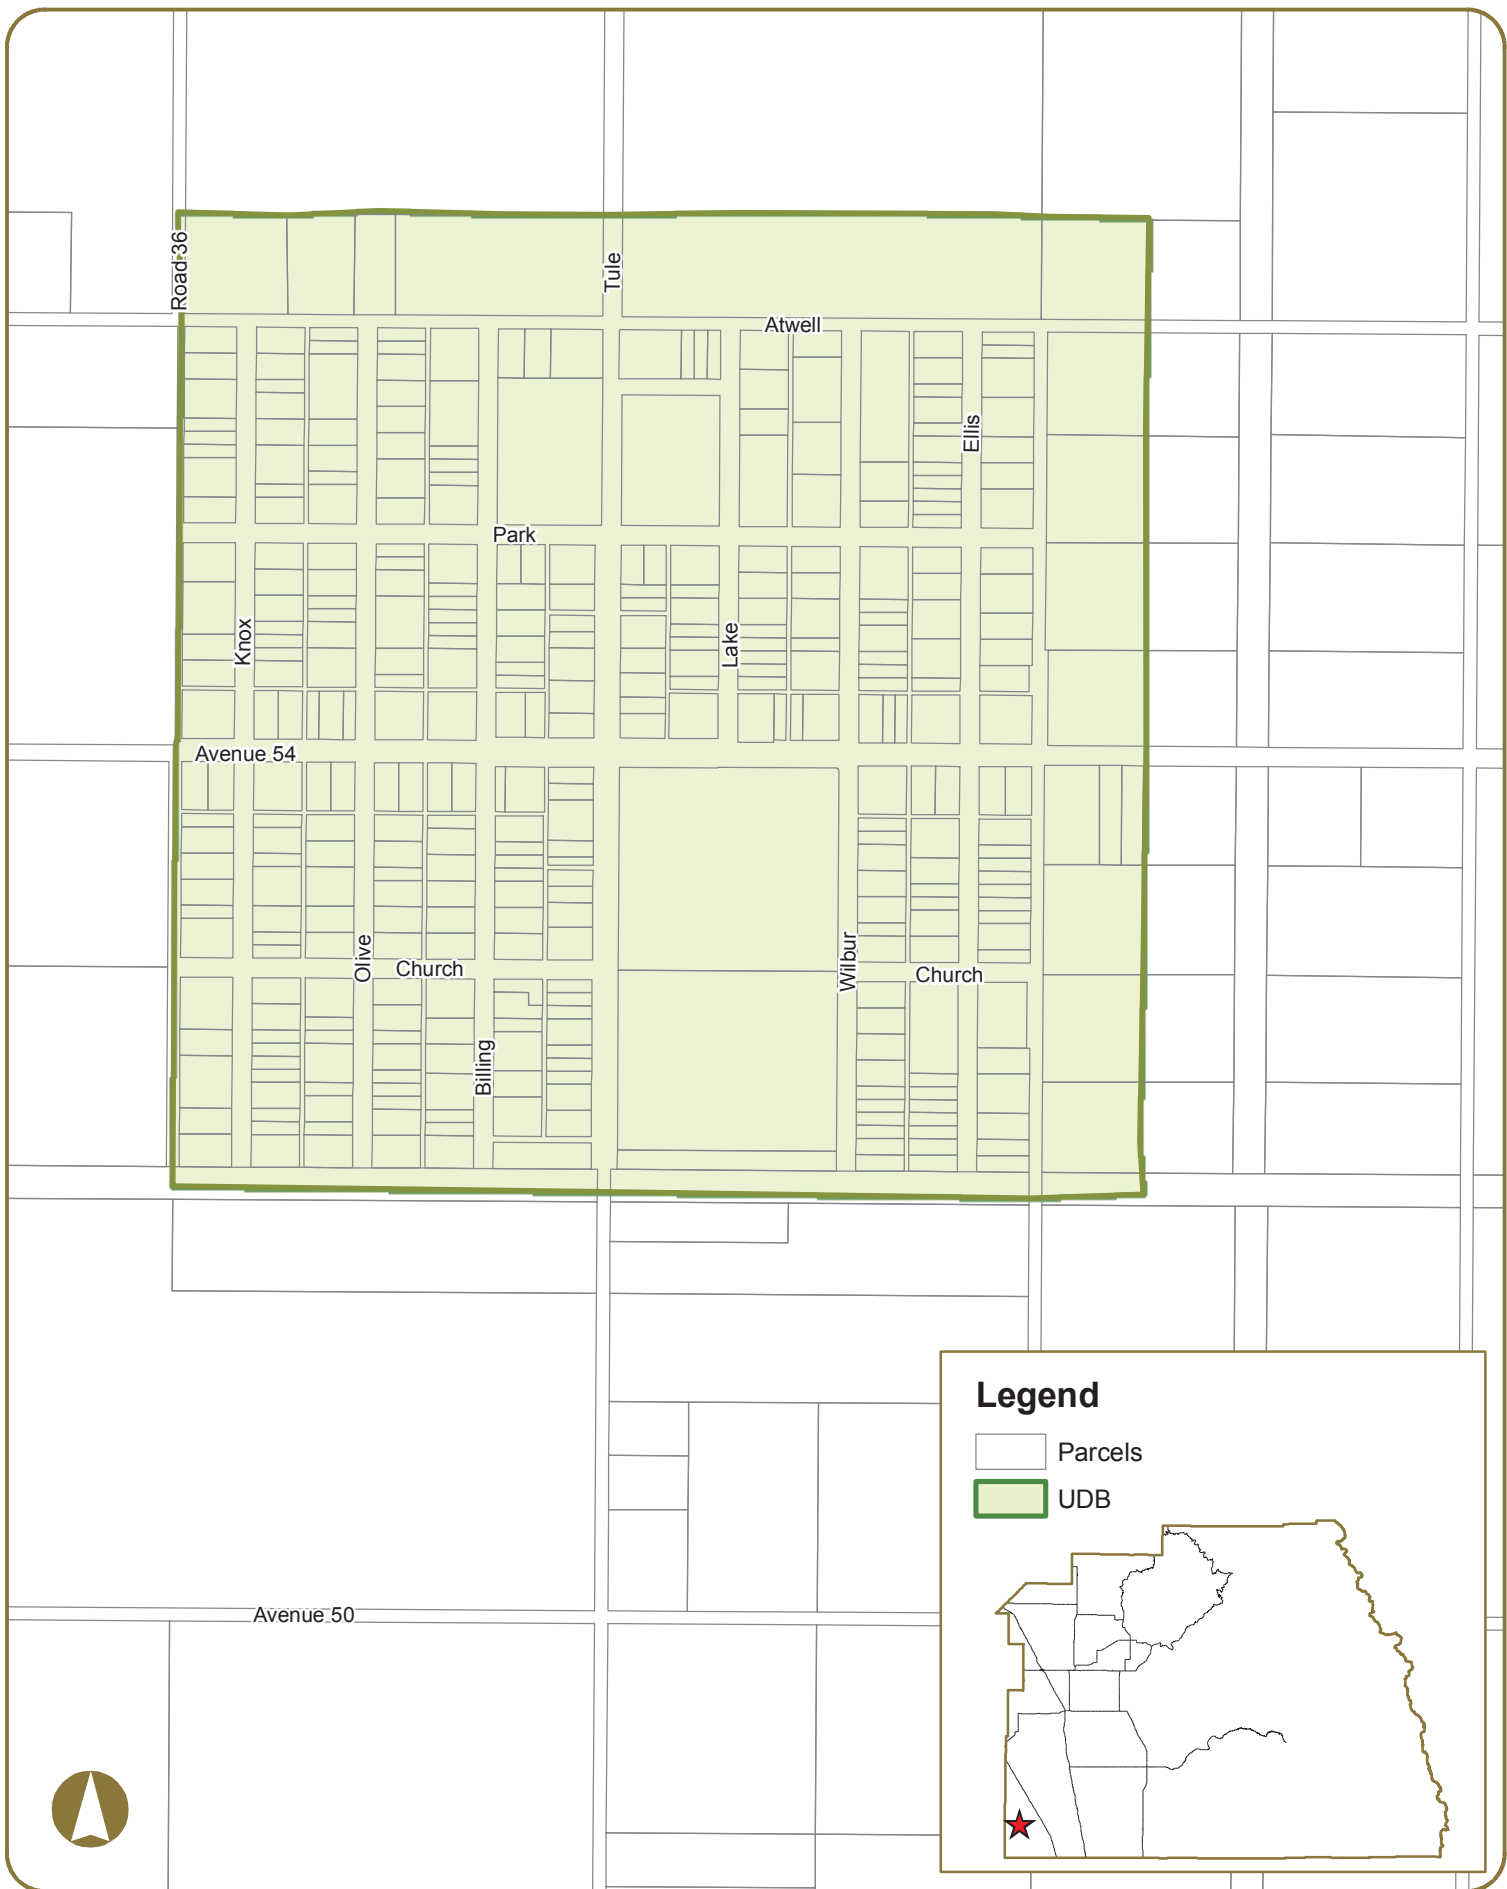 Road 36
Tule
Atwell
Ellis
Park
Knox
Lake
Avenue 54
Olive
Church
Wilbur
Church
Billing
Legend
Parcels
UDB
Avenue 50